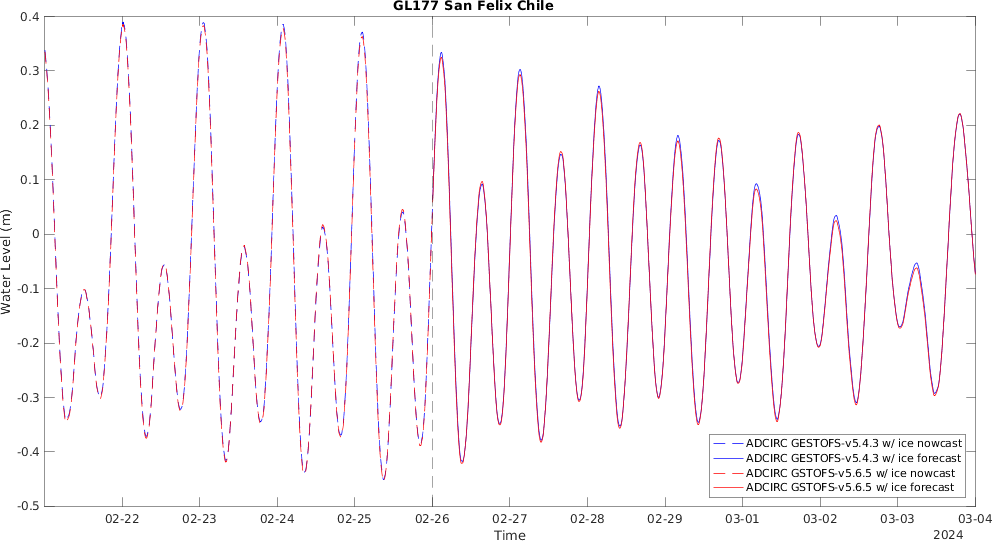 GL177 San Felix Chile
0.4
0.3
0.2
0.1
0
-0.1
-0.2
-0.3
-0.4
-0.5
Water Level (m)
ADCIRC GESTOFS-v5.4.3 w/ ice nowcast
ADCIRC GESTOFS-v5.4.3 w/ ice forecast
ADCIRC GSTOFS-v5.6.5 w/ ice nowcast
ADCIRC GSTOFS-v5.6.5 w/ ice forecast
02-22 02-23 02-24 02-25 02-26 02-27 02-28 02-29 03-01 03-02 03-03 03-04
Time 2024